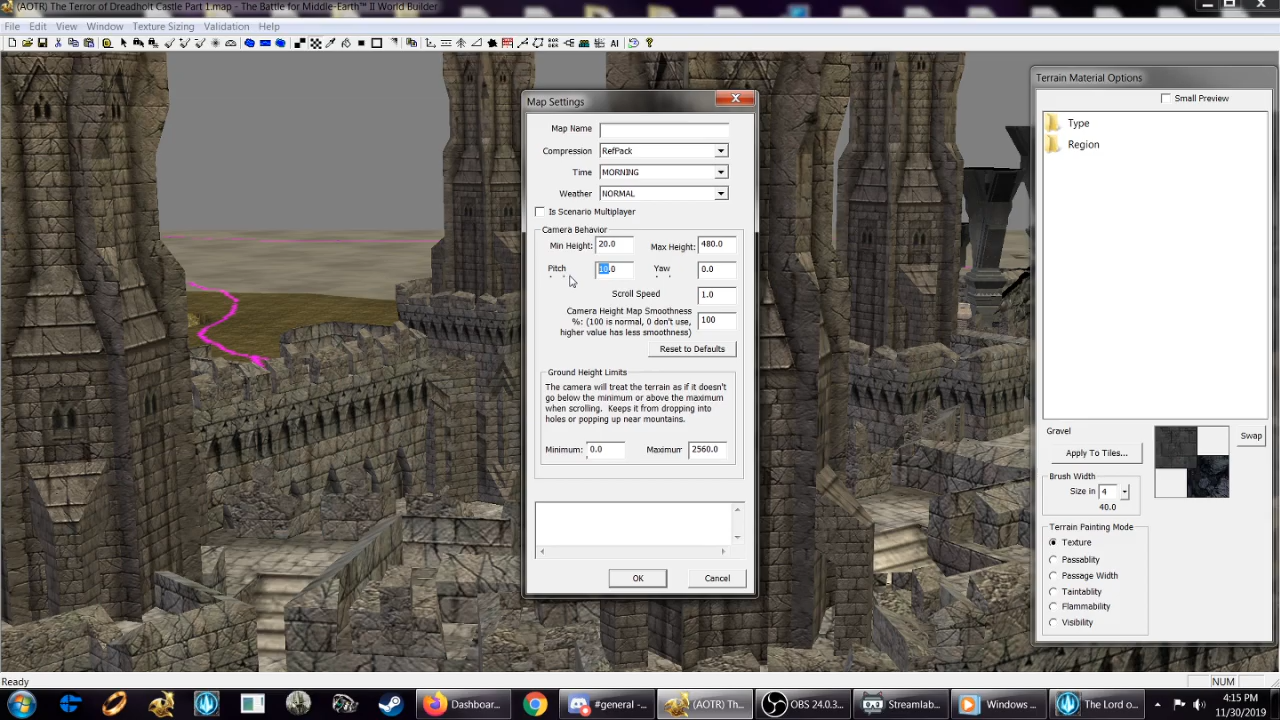 (AOTR) The Terror of Dreadholt Castle Part 1.map - The Battle for Middle-Earth™ II World Builder
File Edit View Window Texture Sizing Validation Help
AI
Map Settings
Map Name
Compression RefPack
Time MORNING
Weather NORMAL
Is Scenario Multiplayer
Camera Behavior
Min Height: 20.0 Max Height: 480.0
Pitch 10.0 Yaw 0.0
Scroll Speed 1.0
Camera Height Map Smoothness
%: (100 is normal, 0 don't use, 100
higher value has less smoothness)
Reset to Defaults
Ground Height Limits
The camera will treat the terrain as if it doesn't
go below the minimum or above the maximum
when scrolling. Keeps it from dropping into
holes or popping up near mountains.
Minimum: 0.0 Maximum 2560.0
OK Cancel
Terrain Material Options
Small Preview
Type
Region
Gravel
Apply To Tiles...
Swap
Brush Width
Size in 4
40.0
Terrain Painting Mode
Texture
Passablity
Passage Width
Taintablity
Flammability
Visibility
Ready NUM
Dashboar... #general -... (AOTR) Th... OBS 24.0.3... Streamlab... Windows ... The Lord o... 4:15 PM
11/30/2019